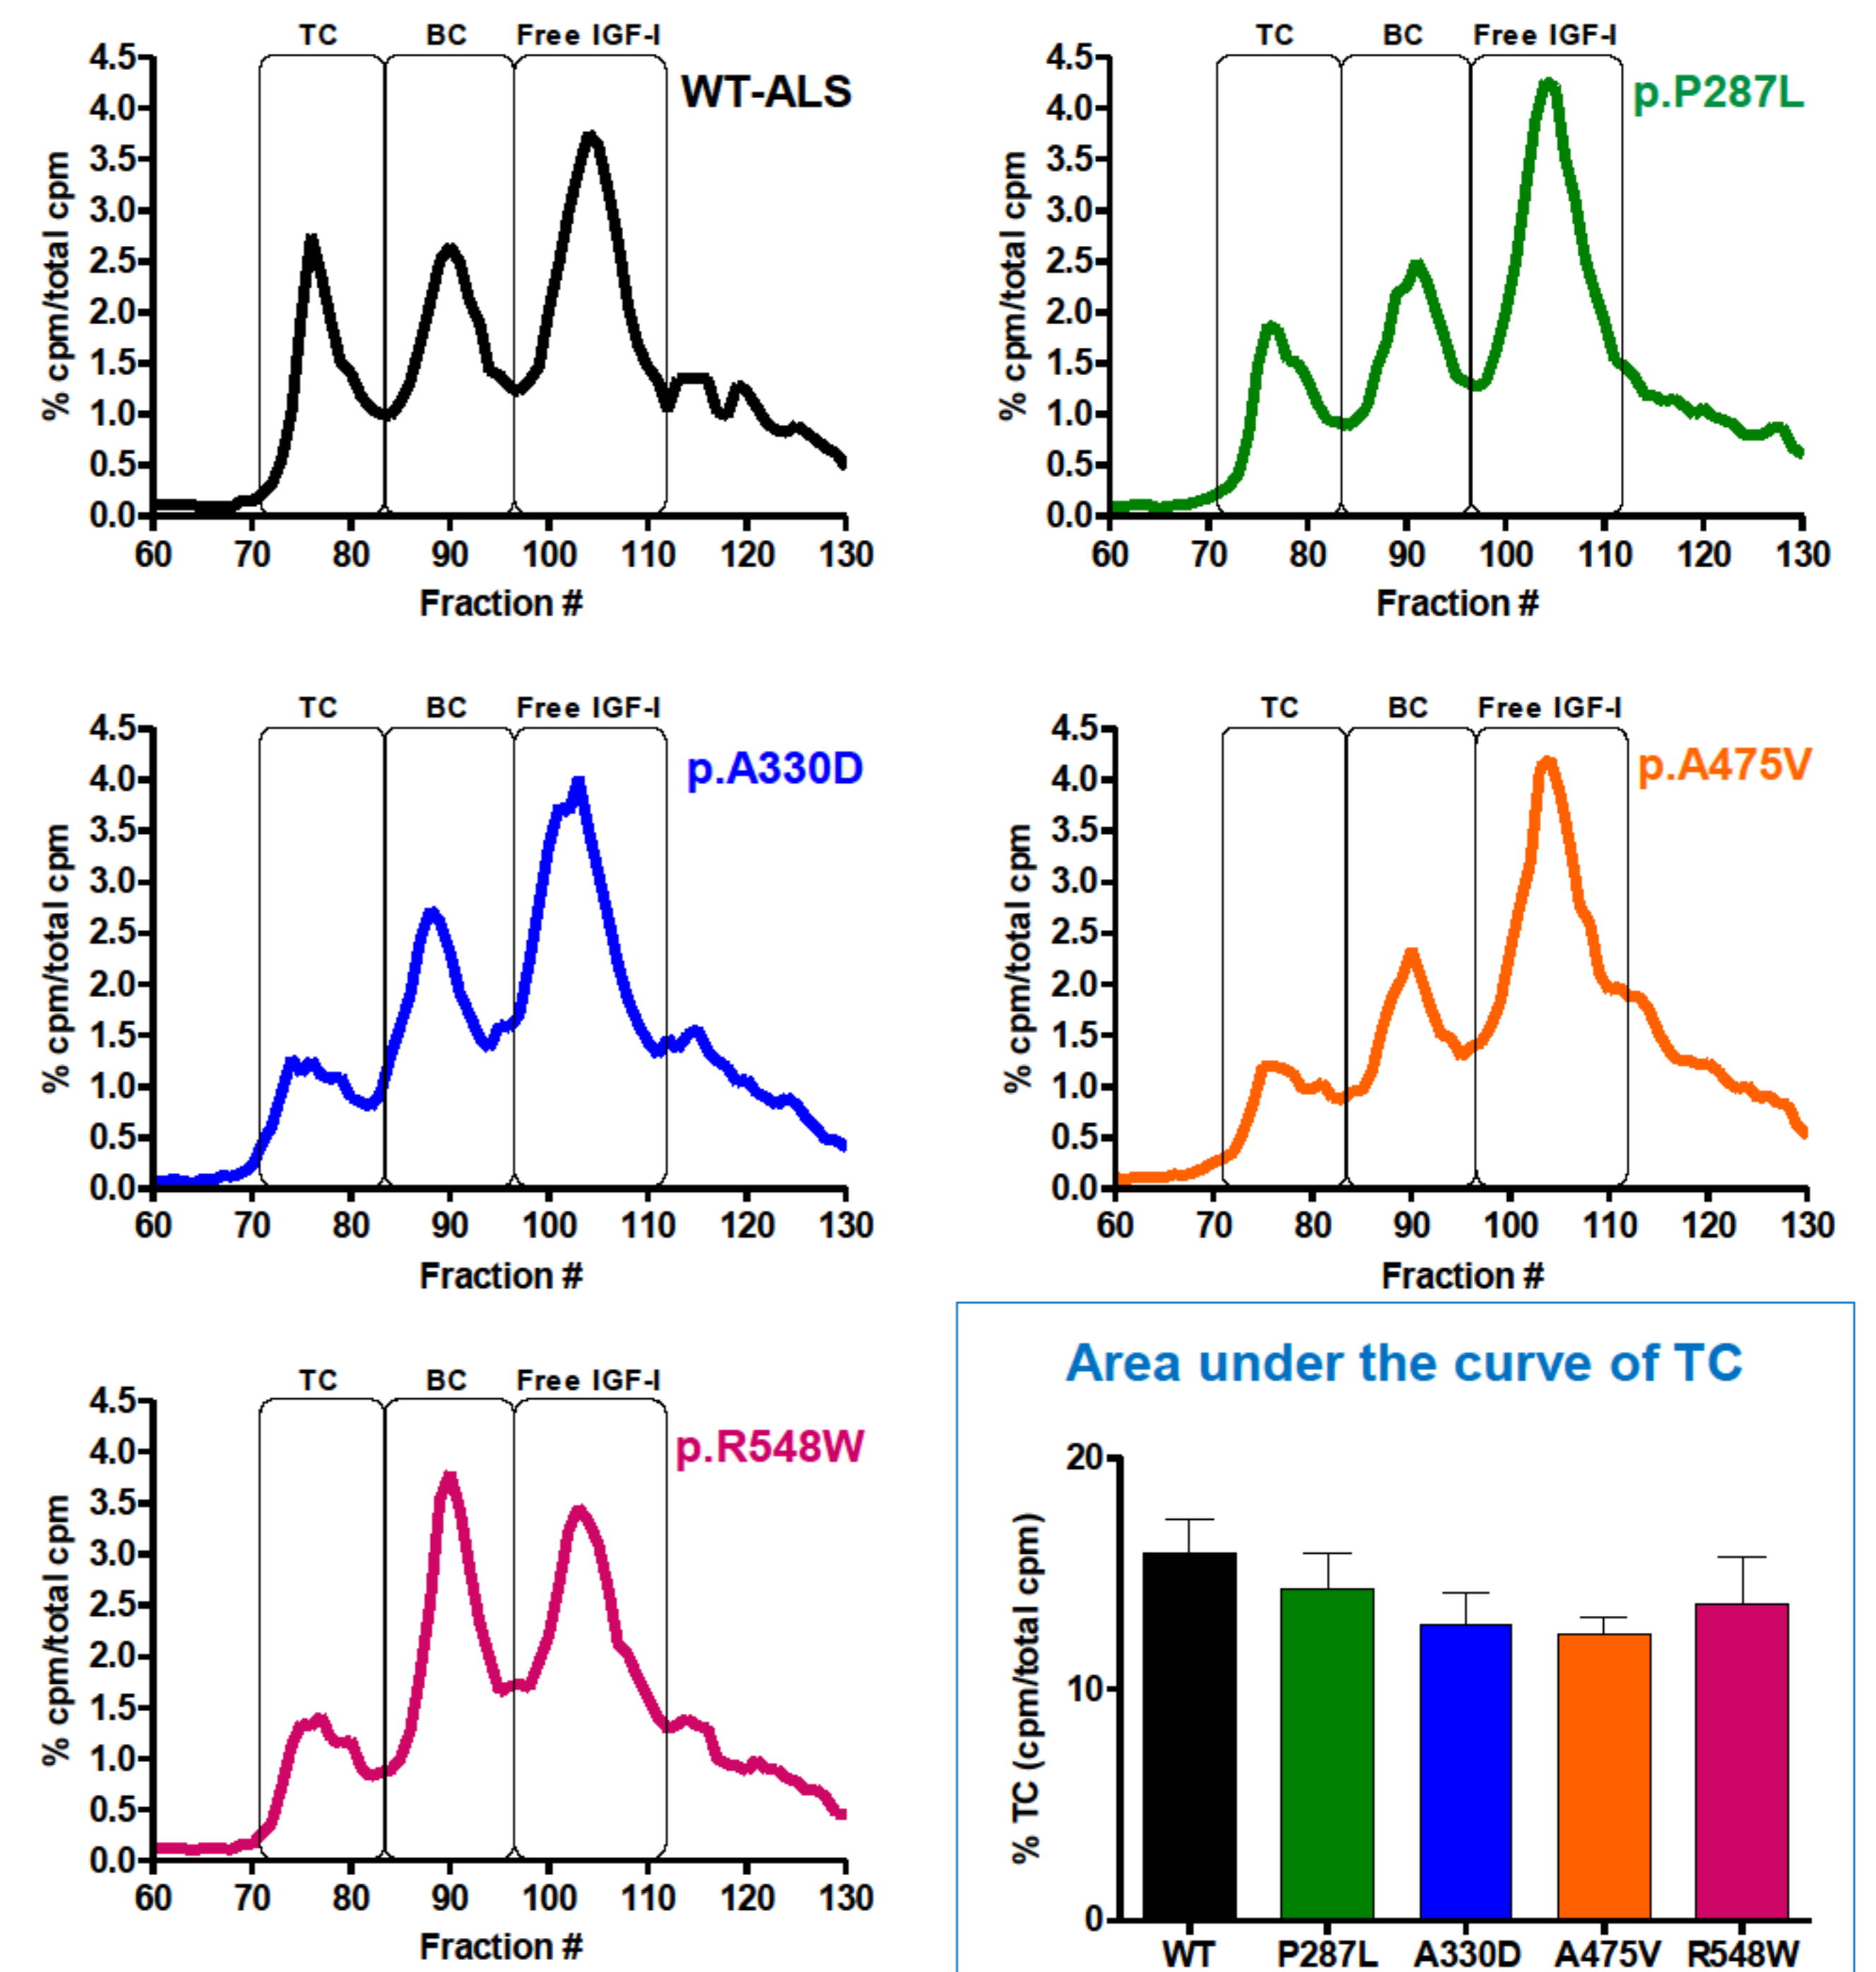 TC BC Free IGF-I
WT-ALS
4.5
4.0
3.5
3.0
2.5
2.0
1.5
1.0
0.5
0.0
% cpm/total cpm
60 70 80 90 100 110 120 130
Fraction #
TC BC Free IGF-I
p.P287L
4.5
4.0
3.5
3.0
2.5
2.0
1.5
1.0
0.5
0.0
% cpm/total cpm
60 70 80 90 100 110 120 130
Fraction #
TC BC Free IGF-I
p.A330D
4.5
4.0
3.5
3.0
2.5
2.0
1.5
1.0
0.5
0.0
% cpm/total cpm
60 70 80 90 100 110 120 130
Fraction #
TC BC Free IGF-I
p.A475V
4.5
4.0
3.5
3.0
2.5
2.0
1.5
1.0
0.5
0.0
% cpm/total cpm
60 70 80 90 100 110 120 130
Fraction #
TC BC Free IGF-I
p.R548W
4.5
4.0
3.5
3.0
2.5
2.0
1.5
1.0
0.5
0.0
% cpm/total cpm
60 70 80 90 100 110 120 130
Fraction #
Area under the curve of TC
20
10
0
% TC (cpm/total cpm)
WT P287L A330D A475V R548W